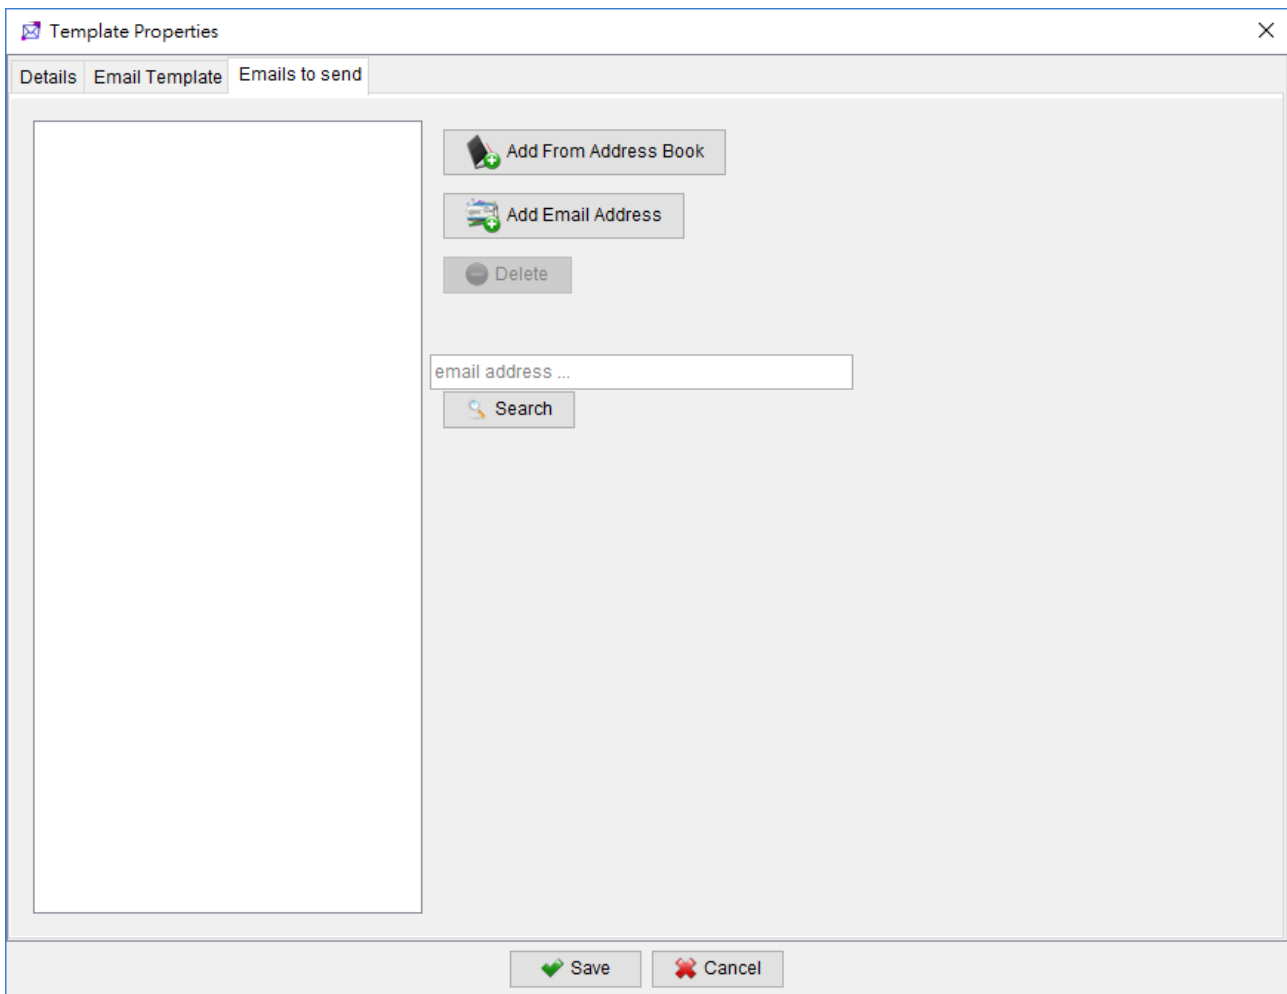 Template Properties
Details Email Template Emails to send
Add From Address Book
Add Email Address
Delete
email address ...
Search
Save Cancel